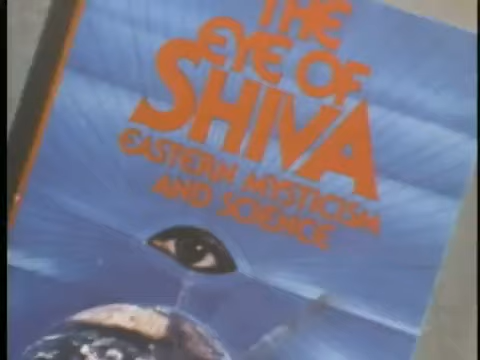 THE
EYE OF
SHIVA
EASTERN MYSTICISM
AND SCIENCE